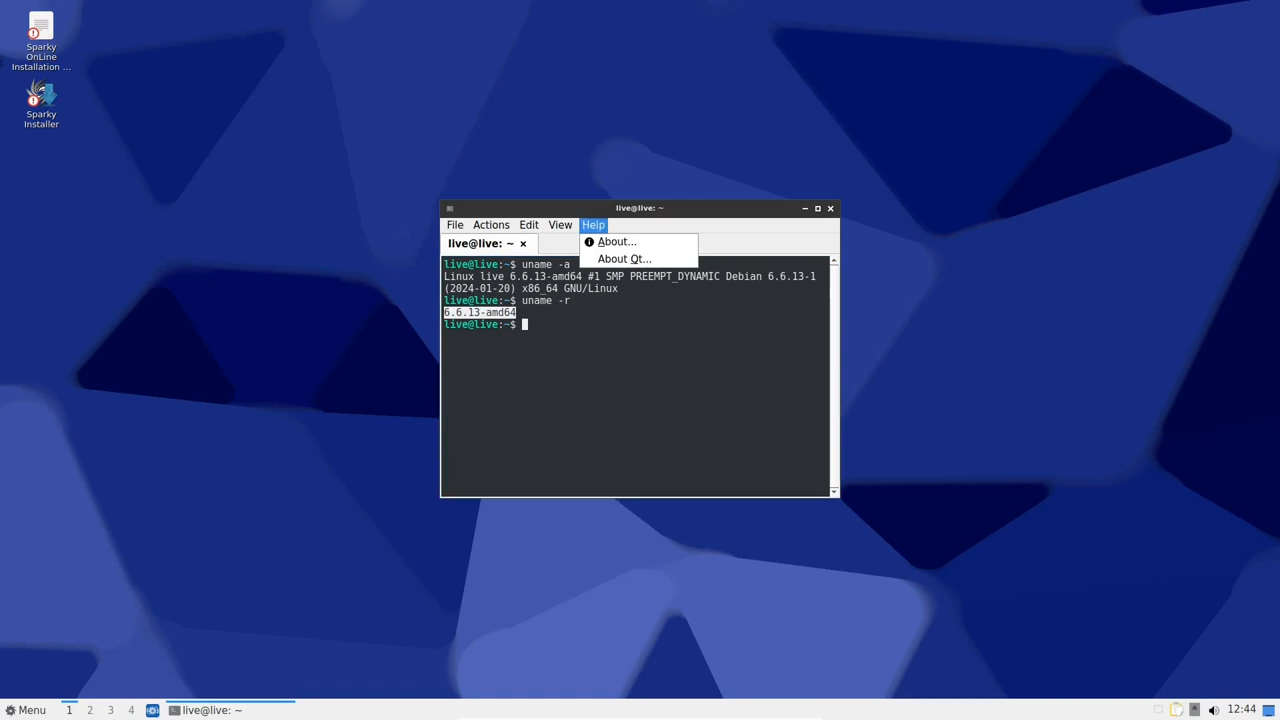 Sparky
OnLine
Installation ...
Sparky
Installer
live@live: ~
File Actions Edit View Help
live@live: ~
About...
About Qt...
live@live:~$ uname -a
Linux live 6.6.13-amd64 #1 SMP PREEMPT_DYNAMIC Debian 6.6.13-1
(2024-01-20) x86_64 GNU/Linux
live@live:~$ uname -r
6.6.13-amd64
live@live:~$
Menu 1 2 3 4 live@live: ~ 12:44